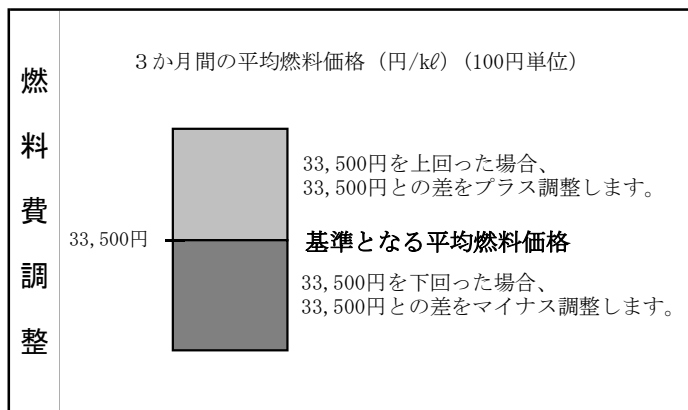 燃料費調整
３か月間の平均燃料価格（円/kℓ）（100円単位）
33,500円を上回った場合、
33,500円との差をプラス調整します。
33,500円
基準となる平均燃料価格
33,500円を下回った場合、
33,500円との差をマイナス調整します。